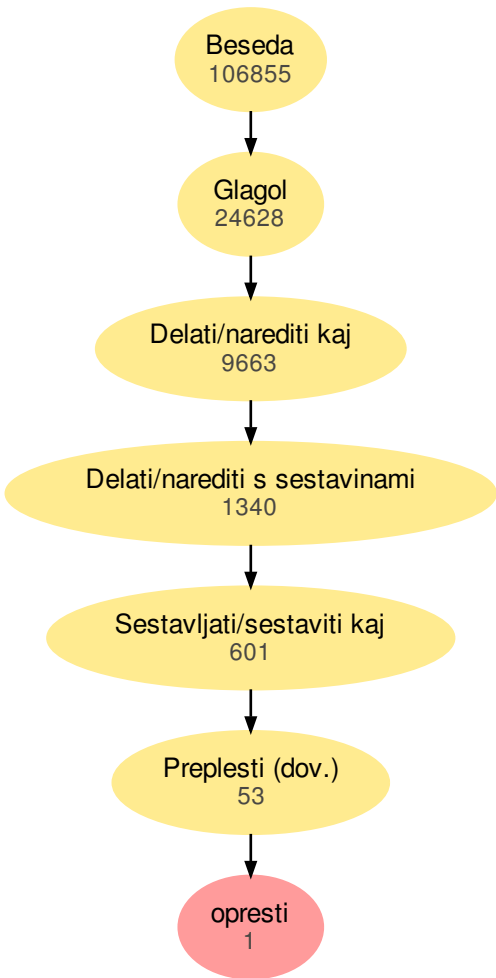 Beseda
106855
Glagol
24628
Delati/narediti kaj
9663
Delati/narediti s sestavinami
1340
Sestavljati/sestaviti kaj
601
Preplesti (dov.)
53
opresti
1